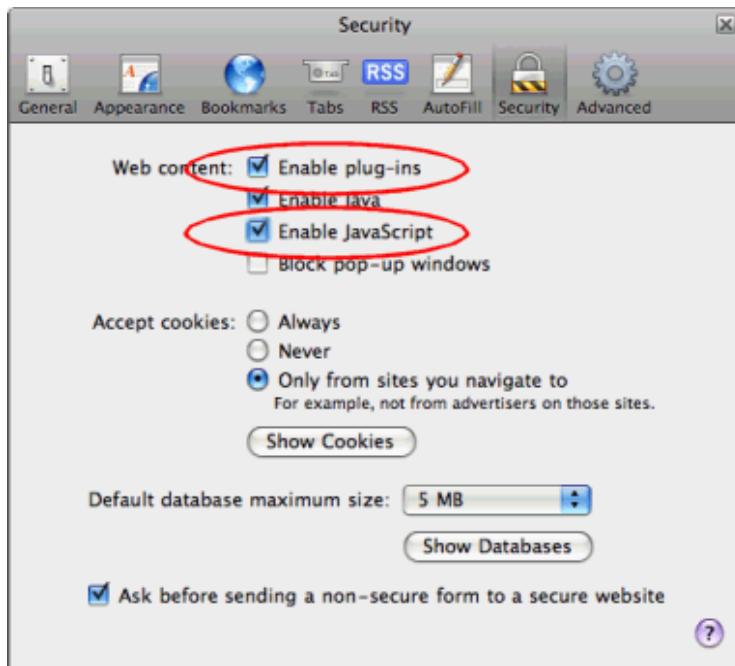 Security
General Appearance Bookmarks Tabs RSS AutoFill Security Advanced
Web content: Enable plug-ins
Enable Java
Enable JavaScript
Block pop-up windows
Accept cookies: Always
Never
Only from sites you navigate to
For example, not from advertisers on those sites.
Show Cookies
Default database maximum size: 5 MB
Show Databases
Ask before sending a non-secure form to a secure website
?